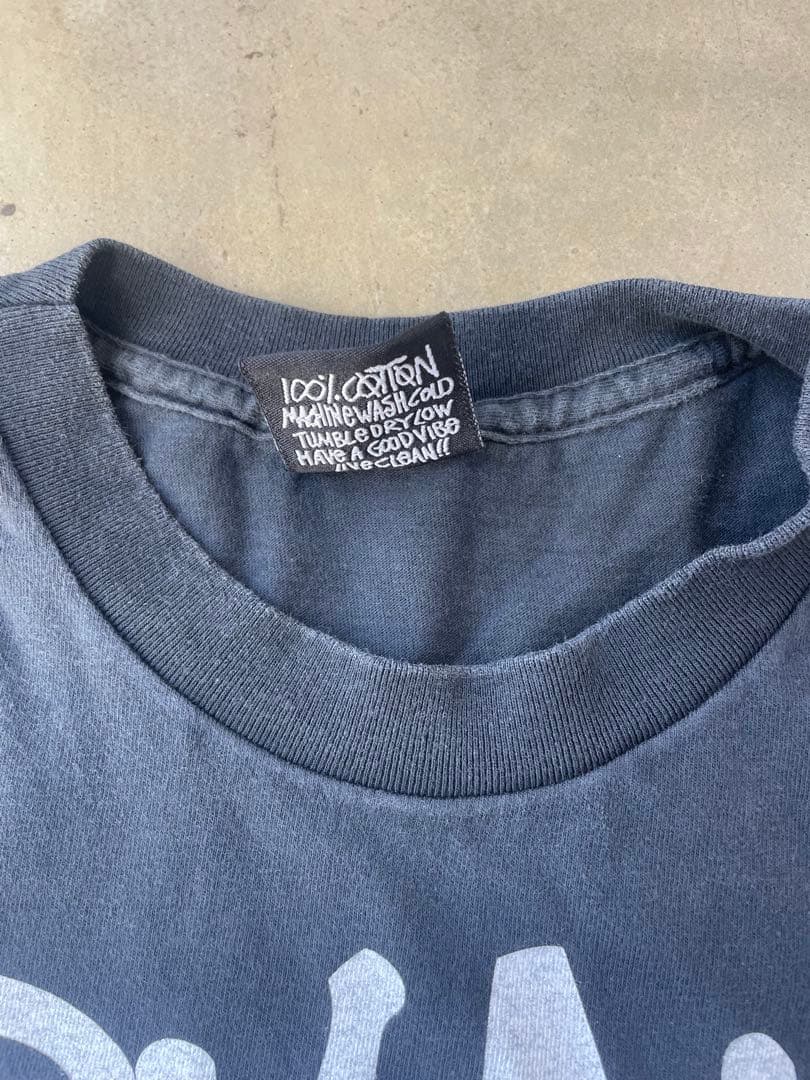 100%. COTTON
MACHINE WASH COLD
TUMBLE DRY LOW
HAVE A GOOD VIBE
LIVE CLEAN!!